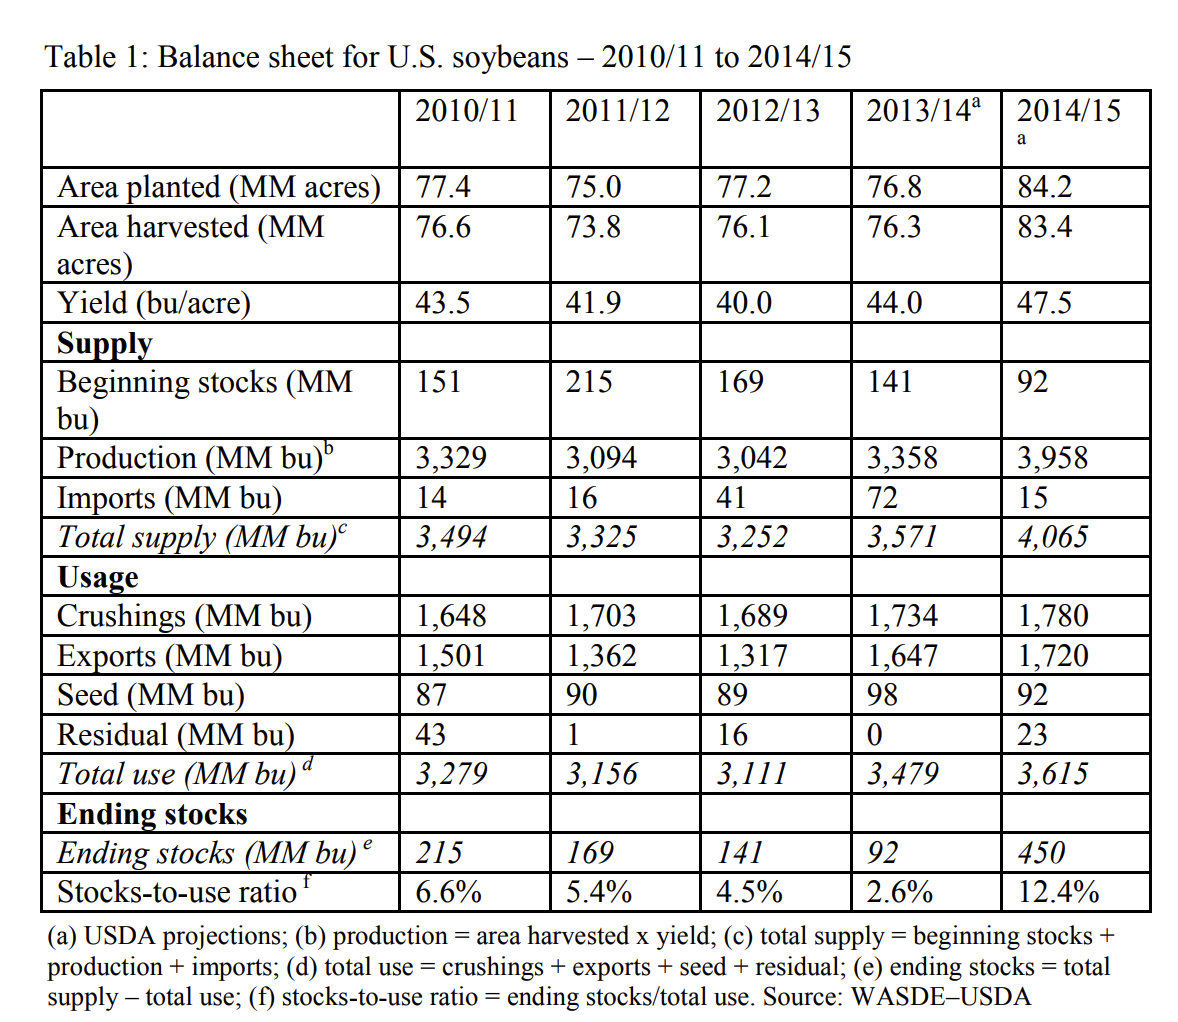 Table 1: Balance sheet for U.S. soybeans – 2010/11 to 2014/15
2010/11 2011/12 2012/13 2013/14a 2014/15
a
Area planted (MM acres) 77.4 75.0 77.2 76.8 84.2
Area harvested (MM 76.6 73.8 76.1 76.3 83.4
acres)
Yield (bu/acre) 43.5 41.9 40.0 44.0 47.5
Supply
Beginning stocks (MM 151 215 169 141 92
bu)
Production (MM bu)b 3,329 3,094 3,042 3,358 3,958
Imports (MM bu) 14 16 41 72 15
Total supply (MM bu)c 3,494 3,325 3,252 3,571 4,065
Usage
Crushings (MM bu) 1,648 1,703 1,689 1,734 1,780
Exports (MM bu) 1,501 1,362 1,317 1,647 1,720
Seed (MM bu) 87 90 89 98 92
Residual (MM bu) 43 1 16 0 23
Total use (MM bu) d 3,279 3,156 3,111 3,479 3,615
Ending stocks
Ending stocks (MM bu) e 215 169 141 92 450
Stocks-to-use ratio f 6.6% 5.4% 4.5% 2.6% 12.4%
(a) USDA projections; (b) production = area harvested x yield; (c) total supply = beginning stocks +
production + imports; (d) total use = crushings + exports + seed + residual; (e) ending stocks = total
supply – total use; (f) stocks-to-use ratio = ending stocks/total use. Source: WASDE–USDA